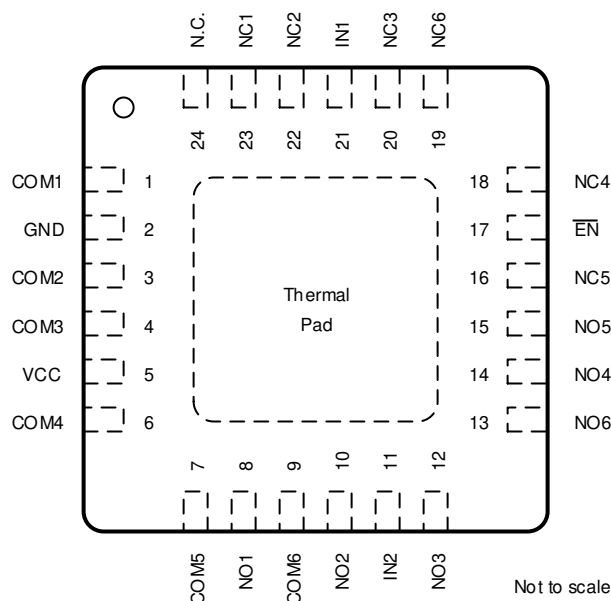 N.C. NC1 NC2 IN1 NC3 NC6
24 23 22 21 20 19
COM1 1 18 NC4
GND 2 17 E̅N̅
COM2 3 16 NC5
COM3 4 15 NO5
VCC 5 14 NO4
COM4 6 13 NO6
Thermal
Pad
7 8 9 10 11 12
COM5 NO1 COM6 NO2 IN2 NO3
Not to scale